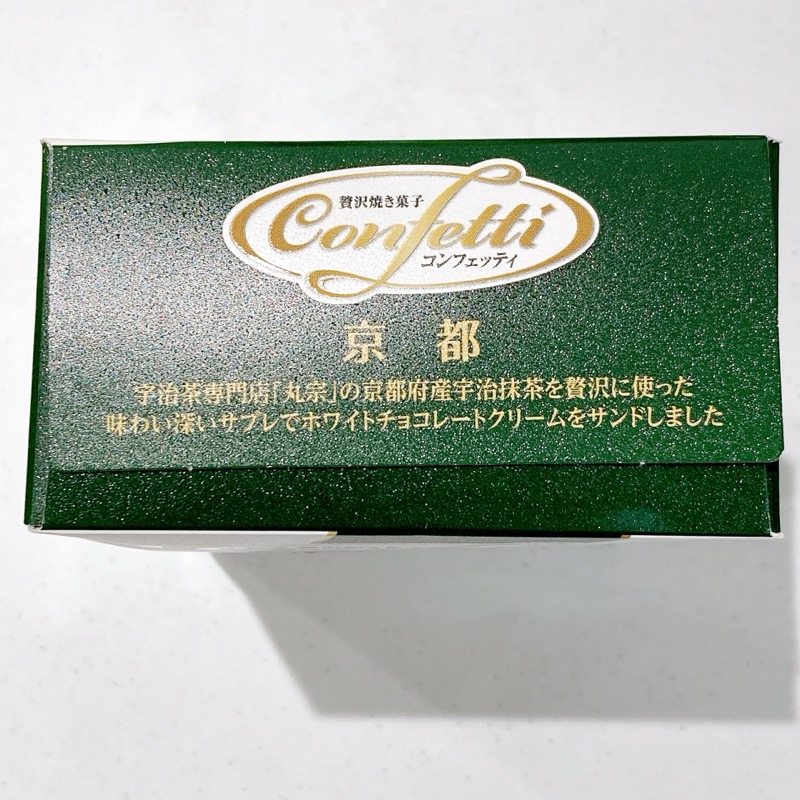 贅沢焼き菓子
Confetti
コンフェッティ
京都
宇治茶専門店「丸宗」の京都府産宇治抹茶を贅沢に使った
味わい深いサブレでホワイトチョコレートクリームをサンドしました